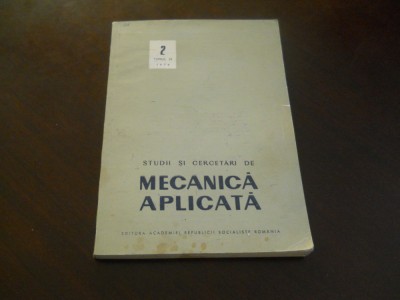 2
STUDII ȘI CERCETĂRI DE
MECANICĂ
APLICATĂ
EDITURA ACADEMIEI REPUBLICII SOCIALISTE ROMÂNIA